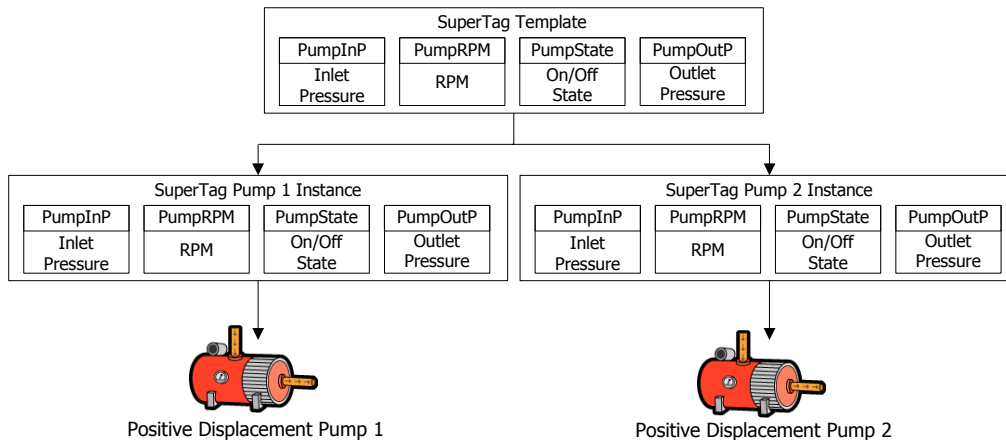 SuperTag Template
PumpInP PumpRPM PumpState PumpOutP
Inlet
Pressure
RPM
On/Off
State
Outlet
Pressure
SuperTag Pump 1 Instance
PumpInP PumpRPM PumpState PumpOutP
Inlet
Pressure
RPM
On/Off
State
Outlet
Pressure
SuperTag Pump 2 Instance
PumpInP PumpRPM PumpState PumpOutP
Inlet
Pressure
RPM
On/Off
State
Outlet
Pressure
Positive Displacement Pump 1
Positive Displacement Pump 2